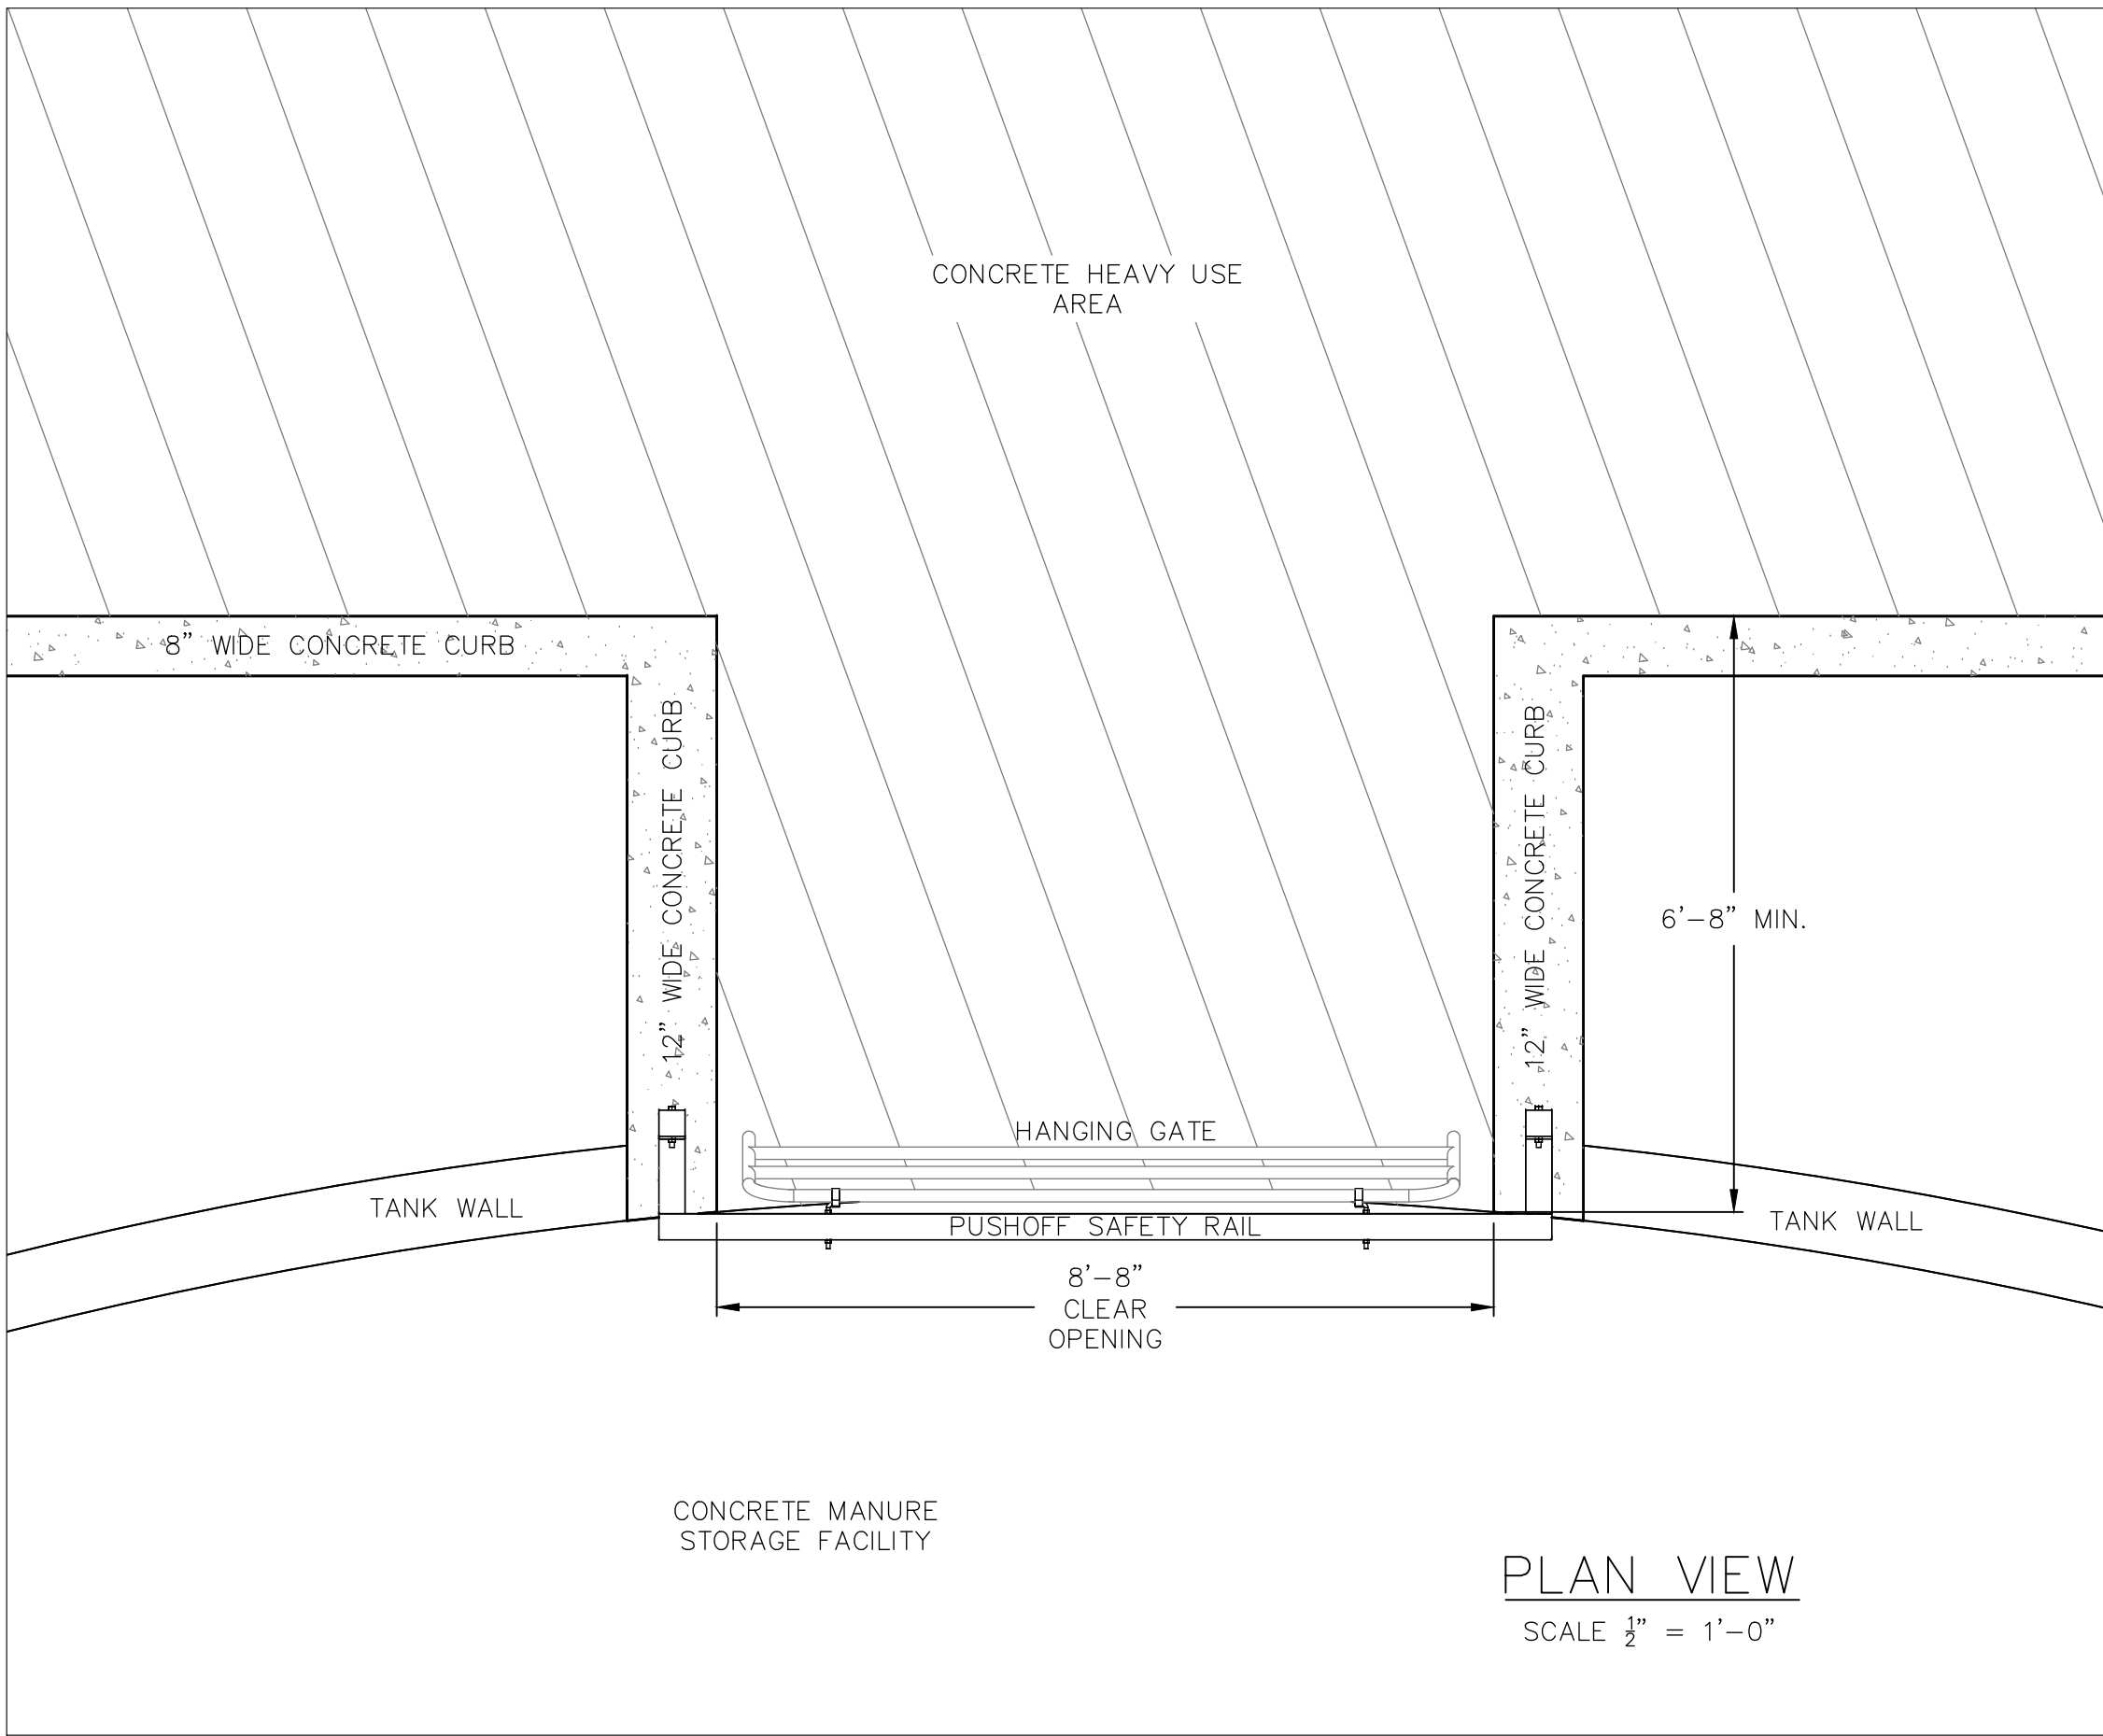 CONCRETE HEAVY USE
AREA
8" WIDE CONCRETE CURB
12" WIDE CONCRETE CURB
12" WIDE CONCRETE CURB
6'-8" MIN.
HANGING GATE
TANK WALL
PUSHOFF SAFETY RAIL
TANK WALL
8'-8"
CLEAR
OPENING
CONCRETE MANURE
STORAGE FACILITY
PLAN VIEW
SCALE ½" = 1'-0"